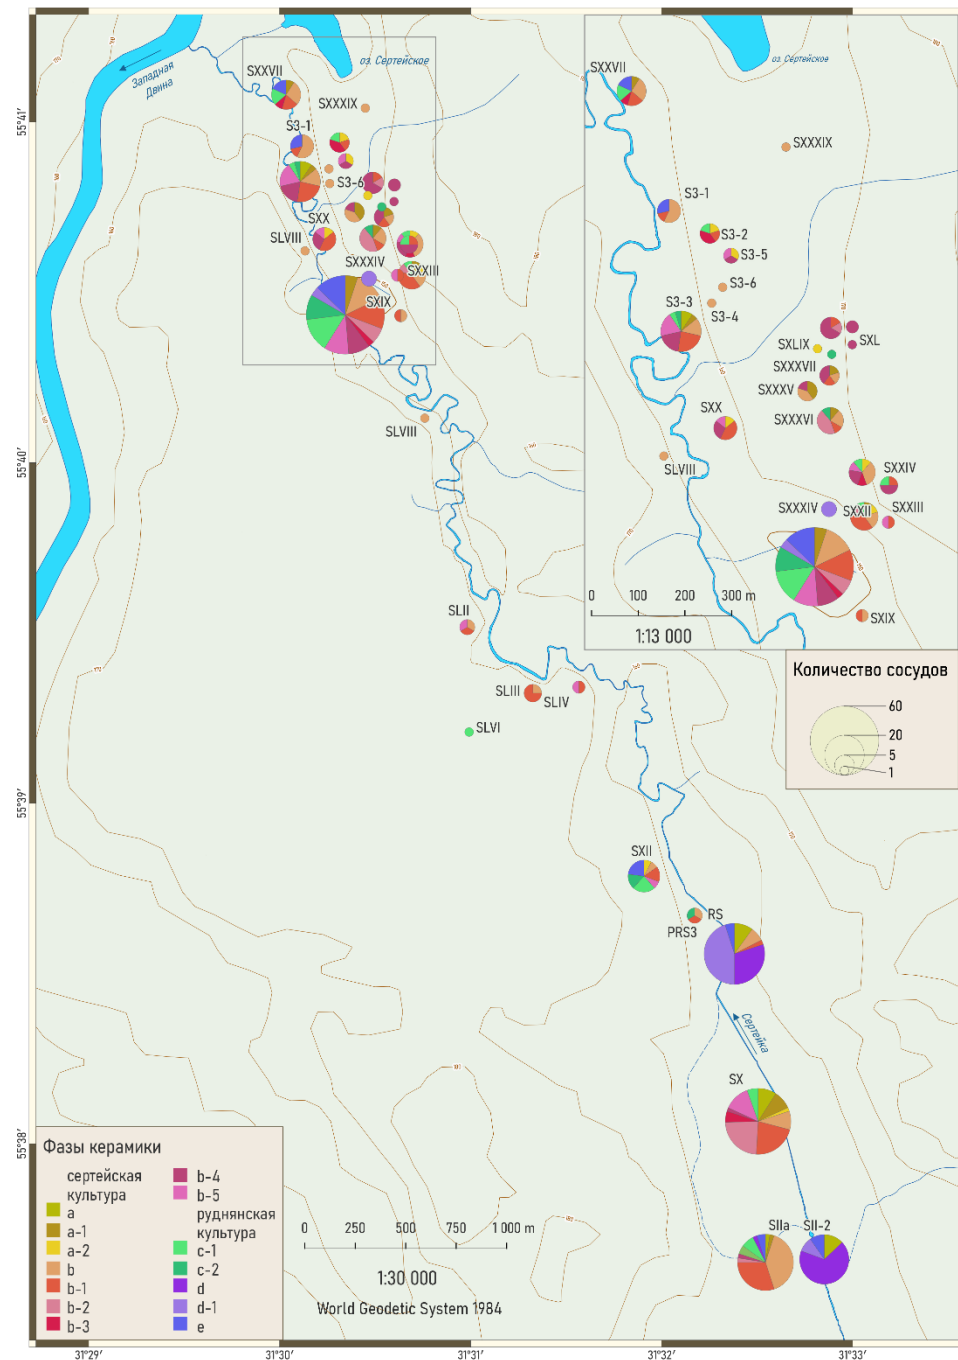 Западная
Двина
оз. Сертейское
SXXVII
SXXXIX
S3-1
S3-6
SXX
SLVIII
SXXXIV
SXXIII
SXIX
SLVIII
SLII
SLIII
SLIV
SLVI
SXII
RS
PRS3
Сертейка
SX
SIIa
SII-2
оз. Сертейское
SXXVII
SXXXIX
S3-1
S3-2
S3-5
S3-6
S3-3
S3-4
SXLIX
SXL
SXXXVII
SXXXV
SXX
SXXXVI
SLVIII
SXXIV
SXXXIV
SXXII
SXXIII
SXIX
0 100 200 300 m
1:13 000
Количество сосудов
60
20
5
1
Фазы керамики
сертейская
культура
a
a-1
a-2
b
b-1
b-2
b-3
b-4
b-5
руднянская
культура
c-1
c-2
d
d-1
e
0 250 500 750 1000 m
1:30 000
World Geodetic System 1984
55°41'
55°40'
55°39'
55°38'
31°29' 31°30' 31°31' 31°32' 31°33'